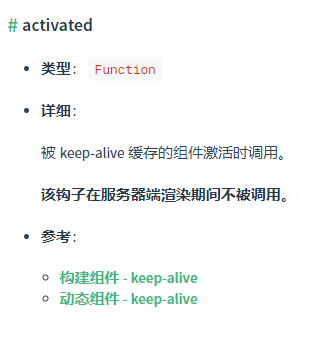 # activated
类型： Function
详细：
被 keep-alive 缓存的组件激活时调用。
该钩子在服务器端渲染期间不被调用。
参考：
构建组件 - keep-alive
动态组件 - keep-alive